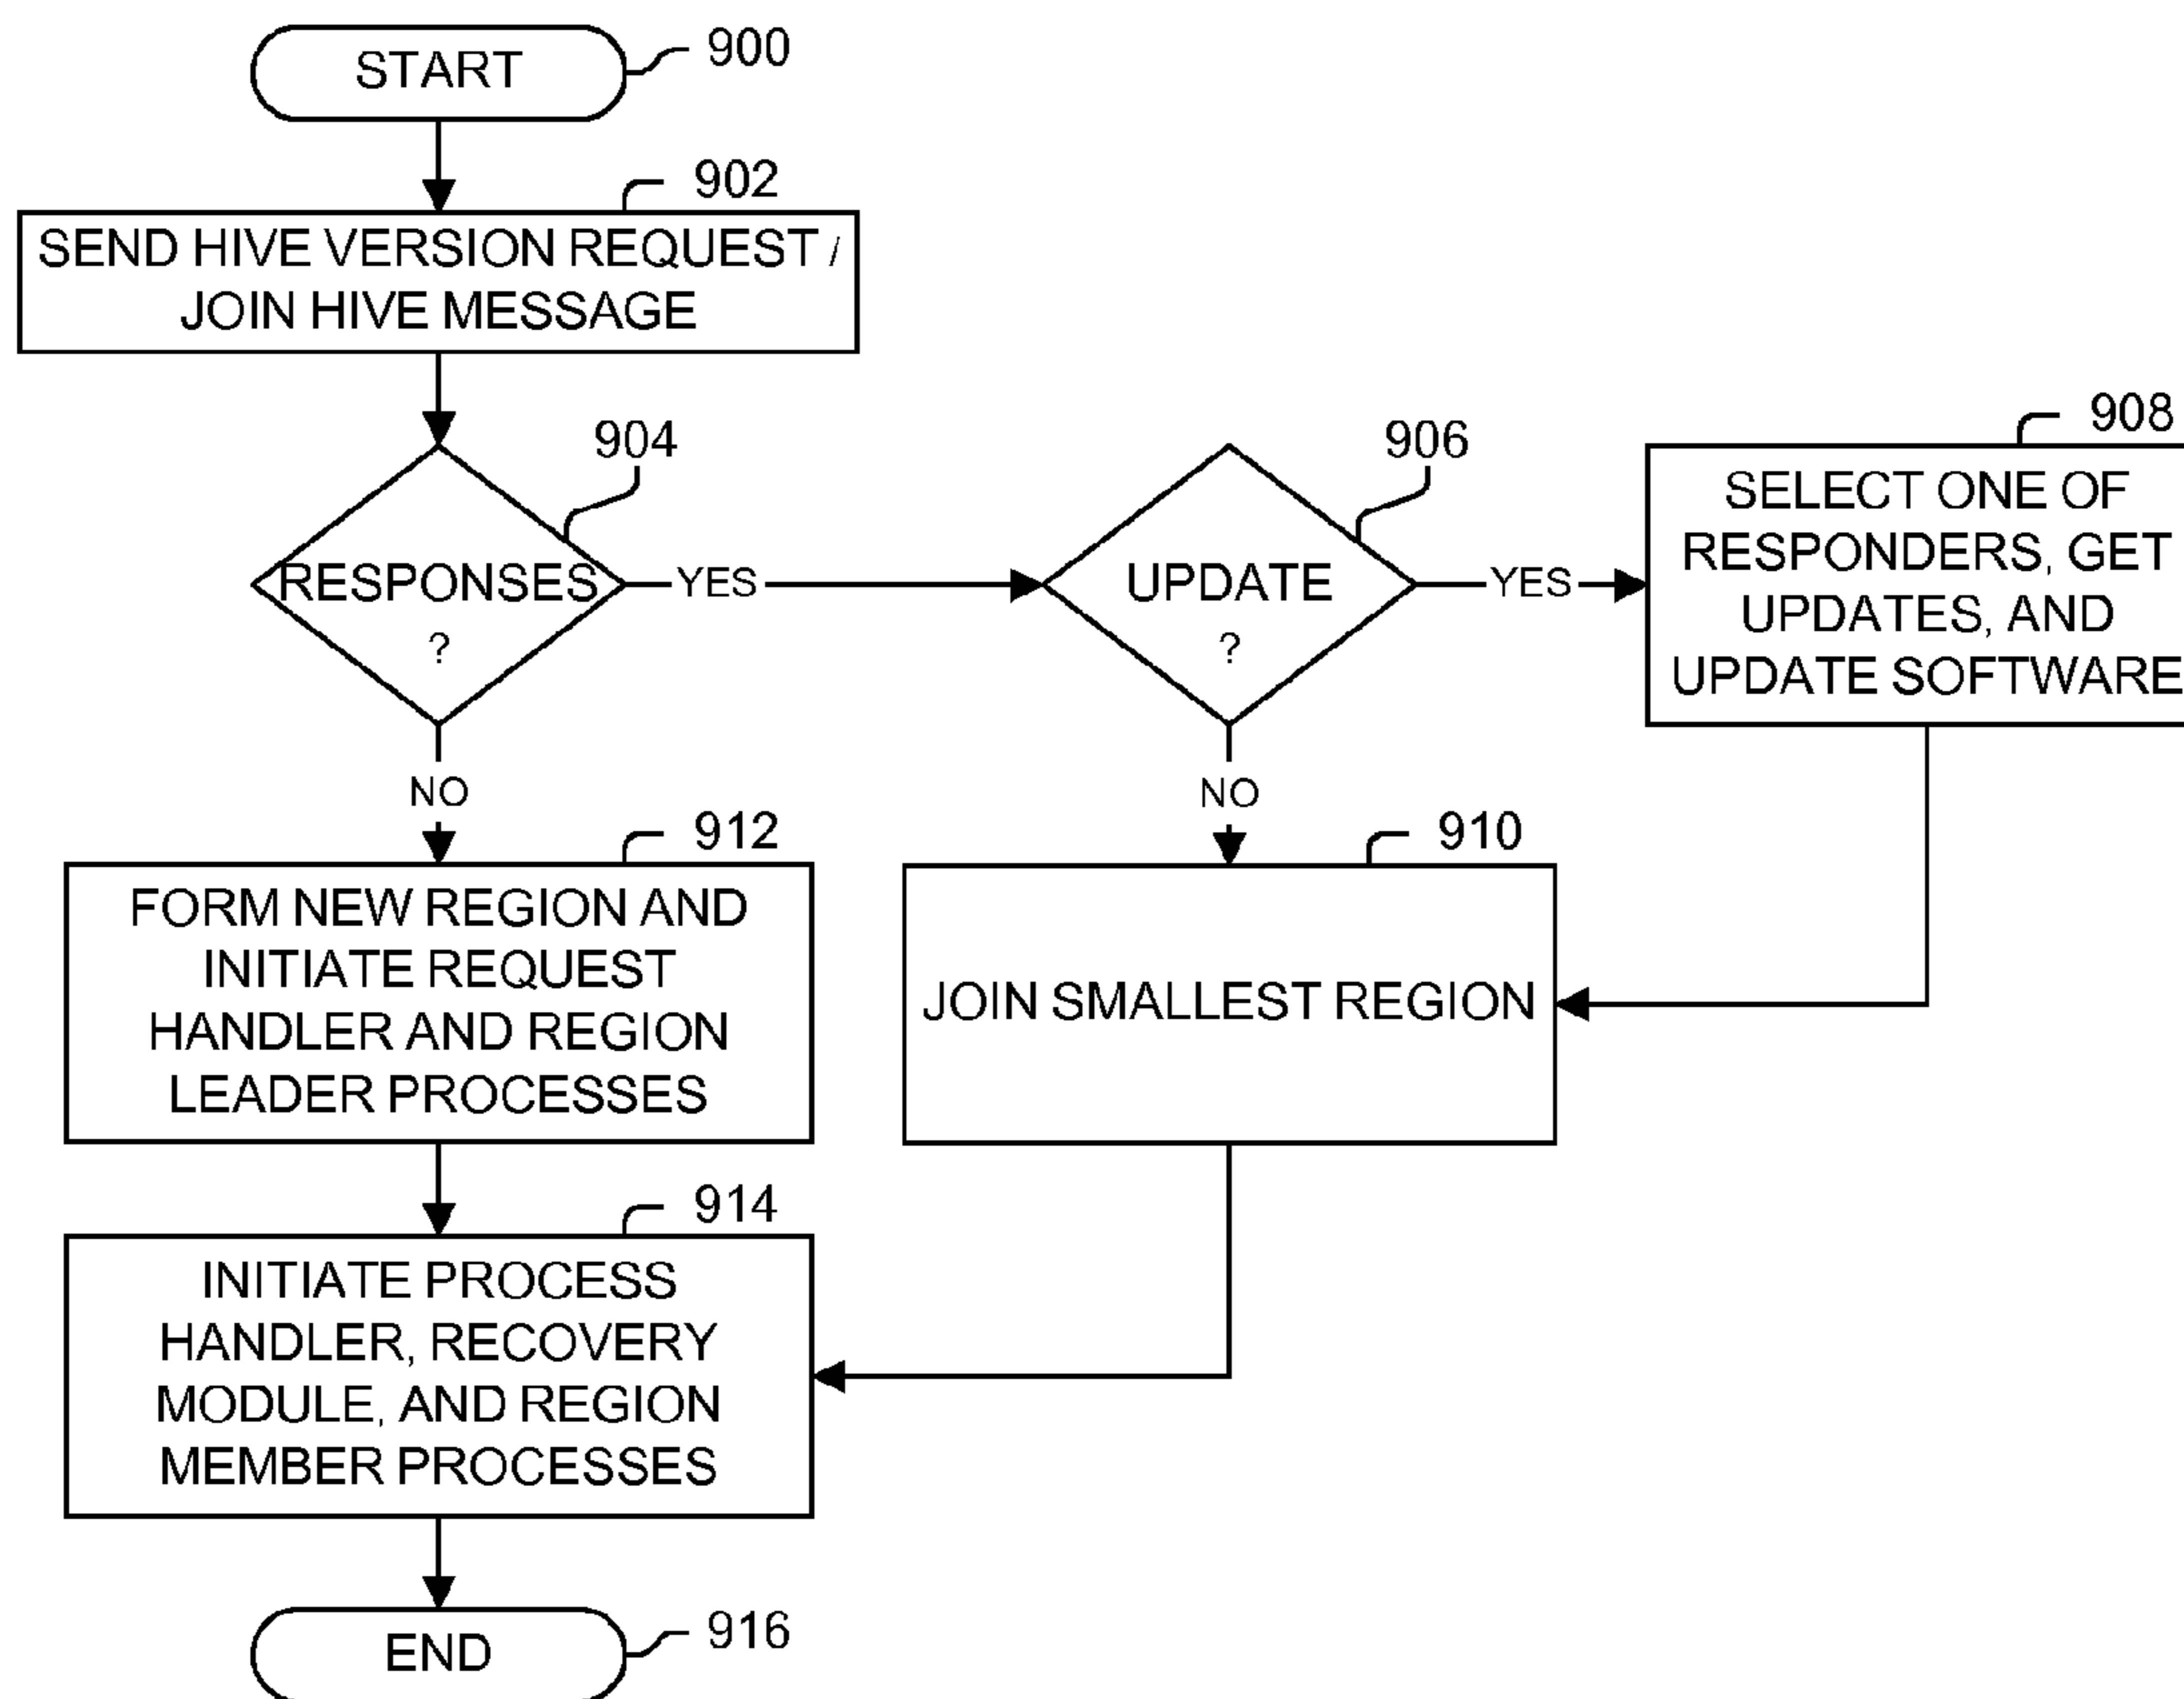 START
900
902
SEND HIVE VERSION REQUEST /
JOIN HIVE MESSAGE
904
RESPONSES
?
YES
906
UPDATE
?
YES
908
SELECT ONE OF
RESPONDERS, GET
UPDATES, AND
UPDATE SOFTWARE
NO
NO
912
FORM NEW REGION AND
INITIATE REQUEST
HANDLER AND REGION
LEADER PROCESSES
910
JOIN SMALLEST REGION
914
INITIATE PROCESS
HANDLER, RECOVERY
MODULE, AND REGION
MEMBER PROCESSES
END
916